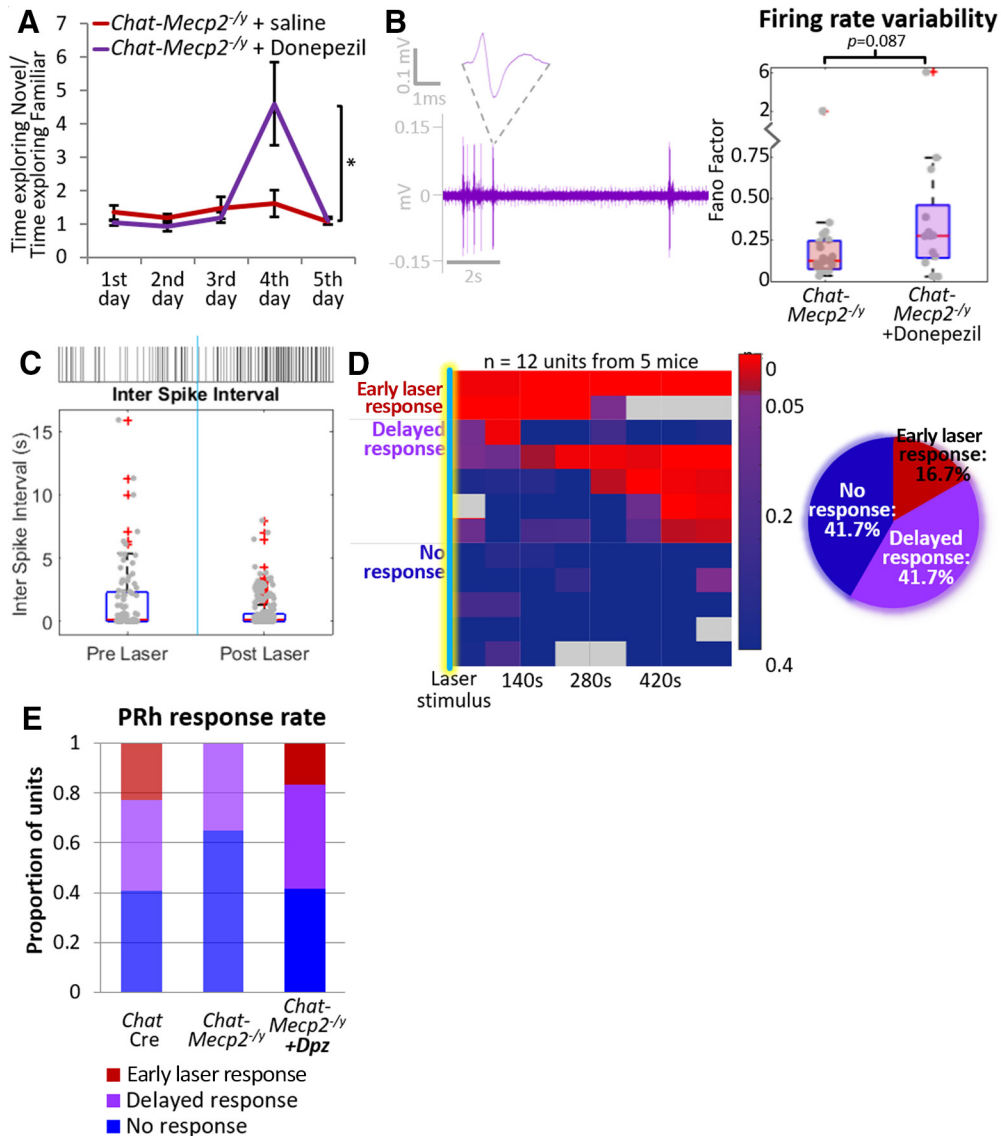 A
Chat-Mecp2-/y + saline
Chat-Mecp2-/y + Donepezil
7
6
5
4
3
2
1
0
Time exploring Novel/
Time exploring Familiar
*
1st day
2nd day
3rd day
4th day
5th day
B
0.1 mV
1ms
0.15
0
-0.15
mV
2s
Firing rate variability
p=0.087
6
2
0.75
0.50
0.25
0
Fano Factor
Chat-
Mecp2-/y
Chat-
Mecp2-/y
+Donepezil
C
Inter Spike Interval
15
10
5
0
Inter Spike Interval (s)
Pre Laser
Post Laser
D
n = 12 units from 5 mice
Early laser
response
Delayed
response
No
response
Laser
stimulus
140s
280s
420s
0
0.05
0.2
0.4
Early laser
response:
16.7%
No
response:
41.7%
Delayed
response:
41.7%
E
PRh response rate
1
0.8
0.6
0.4
0.2
0
Proportion of units
Chat
Cre
Chat-
Mecp2-/y
Chat-
Mecp2-/y
+Dpz
Early laser response
Delayed response
No response